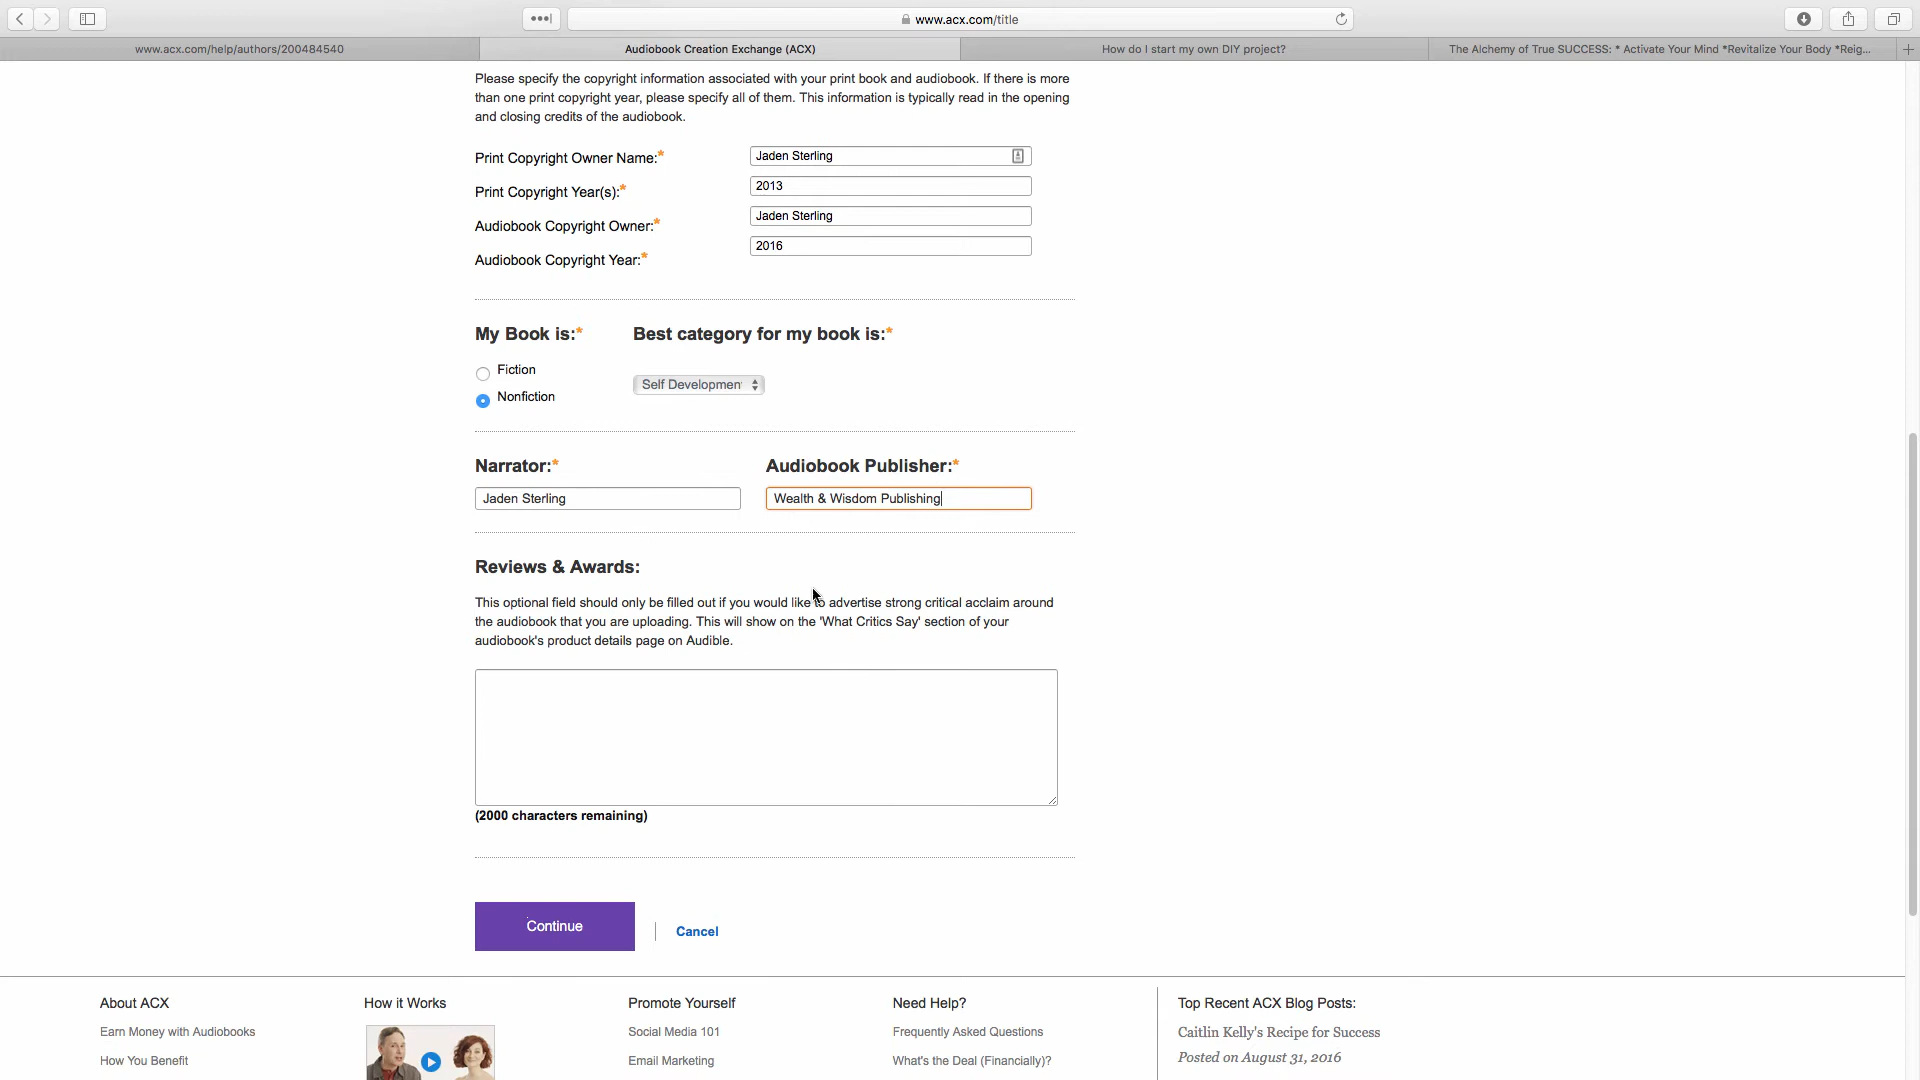 www.acx.com/title
www.acx.com/help/authors/200484540
Audiobook Creation Exchange (ACX)
How do I start my own DIY project?
The Alchemy of True SUCCESS: * Activate Your Mind *Revitalize Your Body *Reig...
Please specify the copyright information associated with your print book and audiobook. If there is more
than one print copyright year, please specify all of them. This information is typically read in the opening
and closing credits of the audiobook.
Print Copyright Owner Name:*
Jaden Sterling
Print Copyright Year(s):*
2013
Audiobook Copyright Owner:*
Jaden Sterling
Audiobook Copyright Year:*
2016
My Book is:*
Best category for my book is:*
Fiction
Self Developmen
Nonfiction
Narrator:*
Audiobook Publisher:*
Jaden Sterling
Wealth & Wisdom Publishing
Reviews & Awards:
This optional field should only be filled out if you would like to advertise strong critical acclaim around
the audiobook that you are uploading. This will show on the 'What Critics Say' section of your
audiobook's product details page on Audible.
(2000 characters remaining)
Continue
Cancel
About ACX
How it Works
Promote Yourself
Need Help?
Top Recent ACX Blog Posts:
Earn Money with Audiobooks
Social Media 101
Frequently Asked Questions
Caitlin Kelly's Recipe for Success
How You Benefit
Email Marketing
What's the Deal (Financially)?
Posted on August 31, 2016